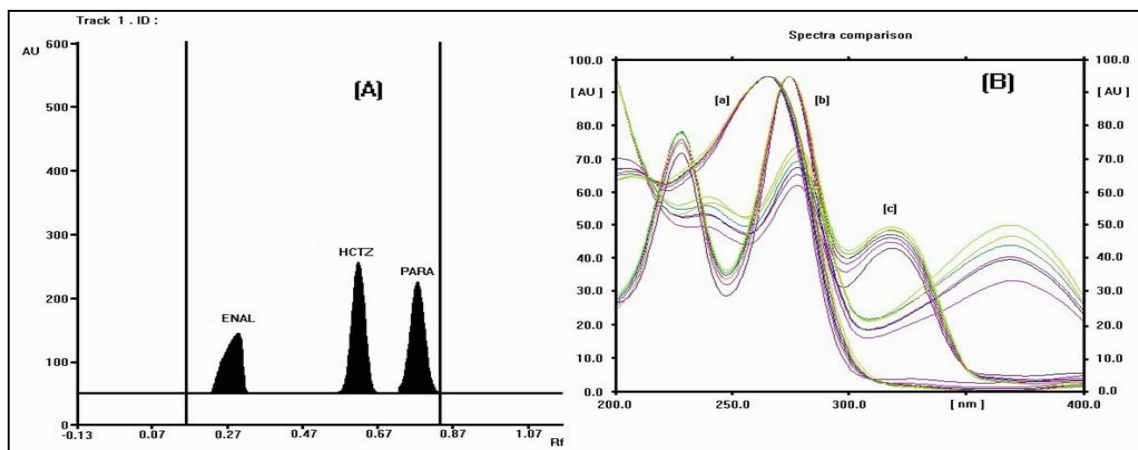 Track 1 . ID :
AU
600
500
400
300
200
100
0
[A]
ENAL
HCTZ
PARA
-0.13 0.07 0.27 0.47 0.67 0.87 1.07
Rf
Spectra comparison
100.0 100.0
[ AU ] [ AU ]
80.0 80.0
70.0 70.0
60.0 60.0
50.0 50.0
40.0 40.0
30.0 30.0
20.0 20.0
10.0 10.0
0.0 0.0
[a] [b] (B)
[c]
200.0 250.0 300.0 [ nm ] 400.0